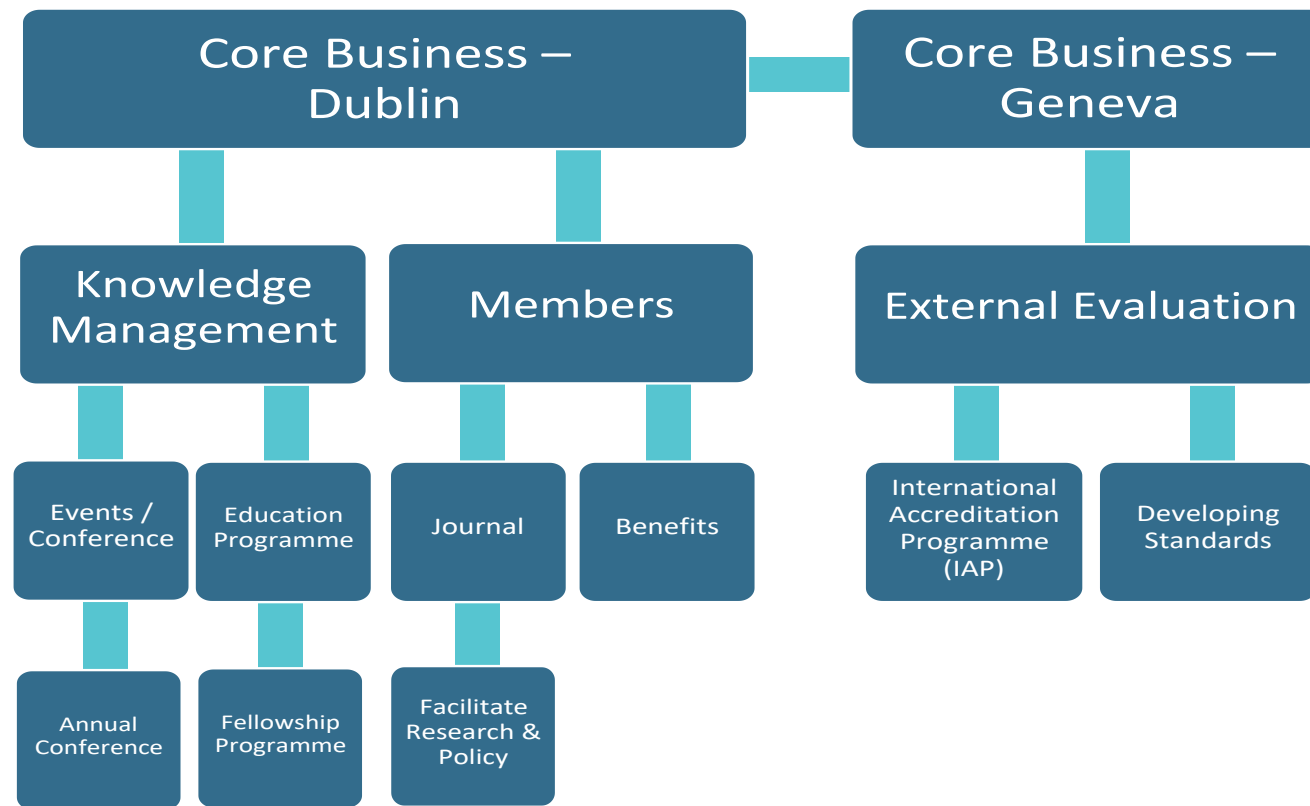 Core Business –
Dublin
Core Business –
Geneva
Knowledge
Management
Members
External Evaluation
Events /
Conference
Education
Programme
Journal
Benefits
International
Accreditation
Programme
(IAP)
Developing
Standards
Annual
Conference
Fellowship
Programme
Facilitate
Research &
Policy